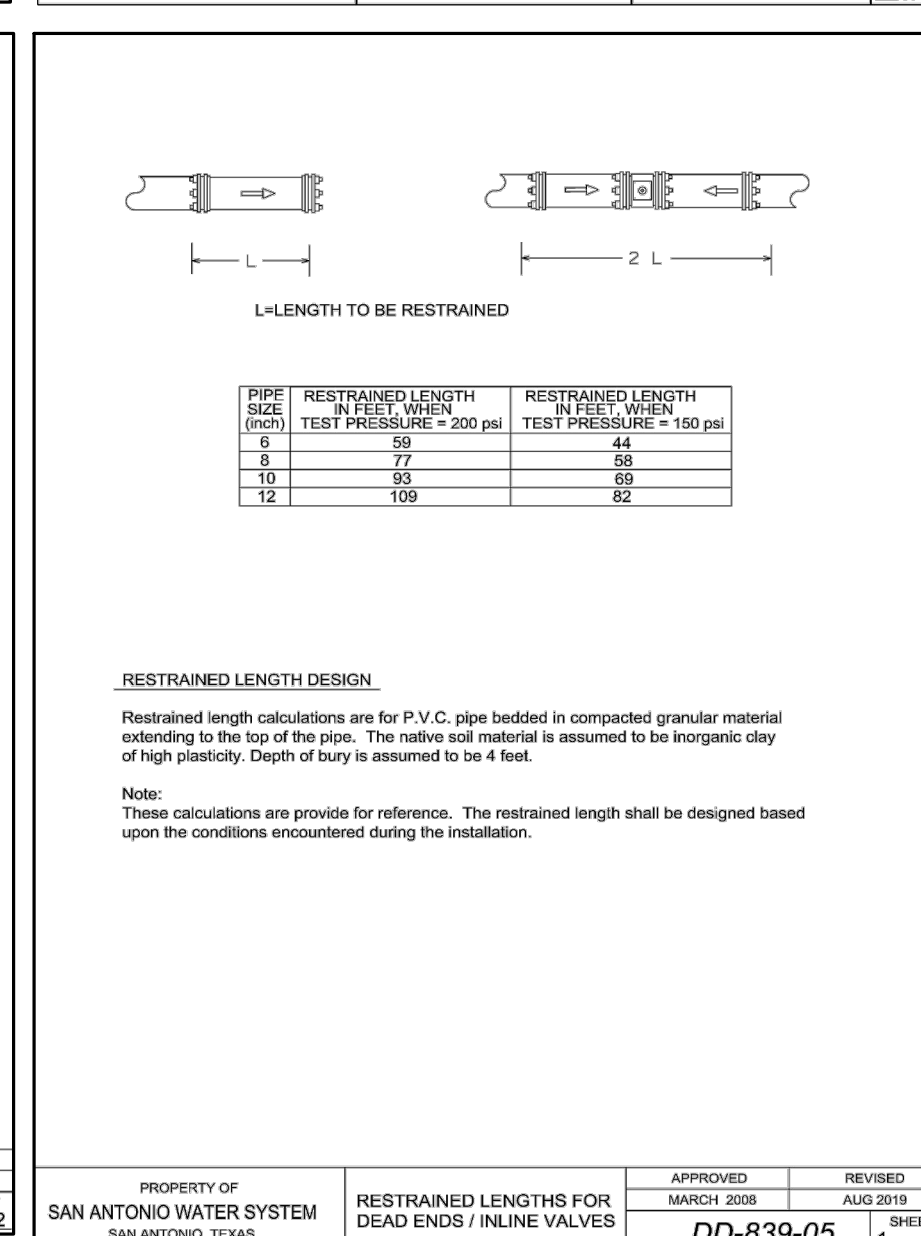 L
2 L
L=LENGTH TO BE RESTRAINED
PIPE SIZE (inch) RESTRAINED LENGTH IN FEET, WHEN TEST PRESSURE = 200 psi RESTRAINED LENGTH IN FEET, WHEN TEST PRESSURE = 150 psi
6 59 44
8 77 58
10 93 69
12 109 82
RESTRAINED LENGTH DESIGN
Restrained length calculations are for P.V.C. pipe bedded in compacted granular material
extending to the top of the pipe. The native soil material is assumed to be inorganic clay
of high plasticity. Depth of bury is assumed to be 4 feet.
Note:
These calculations are provide for reference. The restrained length shall be designed based
upon the conditions encountered during the installation.
2
PROPERTY OF
SAN ANTONIO WATER SYSTEM
SAN ANTONIO, TEXAS
RESTRAINED LENGTHS FOR
DEAD ENDS / INLINE VALVES
APPROVED REVISED
MARCH 2008 AUG 2019
DD-839-05
SHEE